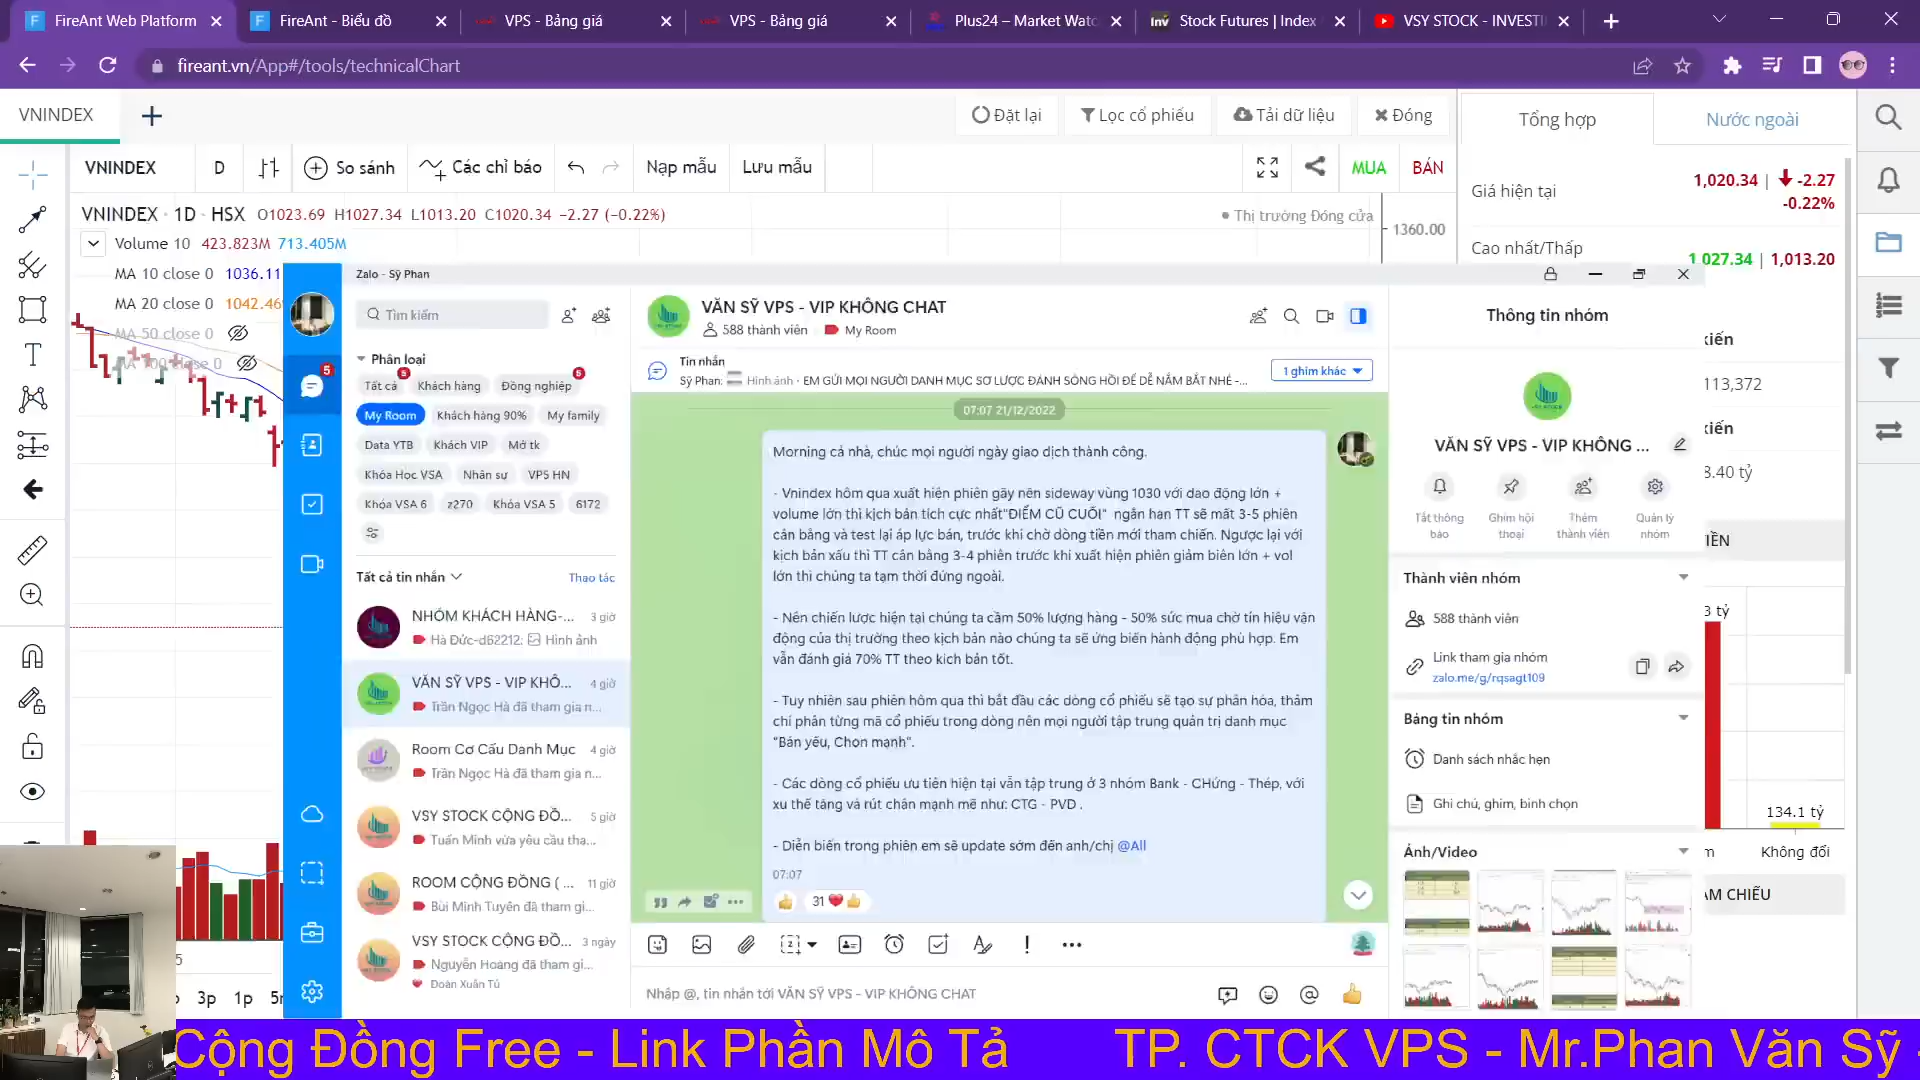 FireAnt Web Platform
FireAnt - Biểu đồ
VPS - Bảng giá
VPS - Bảng giá
Plus24 – Market Watc
Stock Futures | Index
VSY STOCK - INVESTI
fireant.vn/App#/tools/technicalChart
VNINDEX
Đặt lại
Lọc cổ phiếu
Tải dữ liệu
Đóng
Tổng hợp
Nước ngoài
VNINDEX
D
So sánh
Các chỉ báo
Nạp mẫu
Lưu mẫu
MUA
BÁN
Giá hiện tại
1,020.34 | -2.27
-0.22%
VNINDEX · 1D · HSX O1023.69 H1027.34 L1013.20 C1020.34 -2.27 (-0.22%)
Thị trường Đóng cửa
1360.00
Volume 10 423.823M 713.405M
Cao nhất/Thấp
1,027.34 | 1,013.20
MA 10 close 0 1036.11
MA 20 close 0 1042.46
MA 50 close 0
MA 100 close 0
Zalo - Sỹ Phan
Tìm kiếm
Phân loại
Tất cả
5
Khách hàng
Đồng nghiệp
5
My Room
Khách hàng 90%
My family
Data YTB
Khách VIP
Mở tk
Khóa Học VSA
Nhân sự
VPS HN
Khóa VSA 6
z270
Khóa VSA 5
6172
5
Tất cả tin nhắn
Thao tác
NHÓM KHÁCH HÀNG-...
3 giờ
Hà Đức-d62212: Hình ảnh
VĂN SỸ VPS - VIP KHÔ...
4 giờ
Trần Ngọc Hà đã tham gia n...
Room Cơ Cấu Danh Mục
4 giờ
Trần Ngọc Hà đã tham gia n...
VSY STOCK CỘNG ĐỒ...
5 giờ
Tuấn Minh vừa yêu cầu tha...
ROOM CỘNG ĐỒNG ( ...
11 giờ
Bùi Minh Tuyên đã tham gi...
VSY STOCK CỘNG ĐỒ...
3 ngày
Nguyễn Hoàng đã tham gi...
Đoàn Xuân Tú
VĂN SỸ VPS - VIP KHÔNG CHAT
588 thành viên
My Room
Tin nhắn
Sỹ Phan: Hình ảnh · EM GỬI MỌI NGƯỜI DANH MỤC SƠ LƯỢC ĐÁNH SÓNG HỒI ĐỂ DỄ NẮM BẮT NHÉ -...
1 ghim khác
07:07 21/12/2022
Morning cả nhà, chúc mọi người ngày giao dịch thành công.
- Vnindex hôm qua xuất hiện phiên gãy nền sideway vùng 1030 với dao động lớn +
volume lớn thì kịch bản tích cực nhất"ĐIỂM CŨ CUỐI" ngắn hạn TT sẽ mất 3-5 phiên
cân bằng và test lại áp lực bán, trước khi chờ dòng tiền mới tham chiến. Ngược lại với
kịch bản xấu thì TT cân bằng 3-4 phiên trước khi xuất hiện phiên giảm biên lớn + vol
lớn thì chúng ta tạm thời đứng ngoài.
- Nên chiến lược hiện tại chúng ta cầm 50% lượng hàng - 50% sức mua chờ tín hiệu vận
động của thị trường theo kịch bản nào chúng ta sẽ ứng biến hành động phù hợp. Em
vẫn đánh giá 70% TT theo kich bản tốt.
- Tuy nhiên sau phiên hôm qua thì bắt đầu các dòng cổ phiếu sẽ tạo sự phân hóa, thậm
chí phân từng mã cổ phiếu trong dòng nên mọi người tập trung quản trị danh mục
"Bán yếu, Chọn mạnh".
- Các dòng cổ phiếu ưu tiên hiện tại vẫn tập trung ở 3 nhóm Bank - CHứng - Thép, với
xu thế tăng và rút chân mạnh mẽ như: CTG - PVD .
- Diễn biến trong phiên em sẽ update sớm đến anh/chị @All
07:07
31
Nhập @, tin nhắn tới VĂN SỸ VPS - VIP KHÔNG CHAT
Thông tin nhóm
VĂN SỸ VPS - VIP KHÔNG ...
Tắt thông báo
Ghim hội thoại
Thêm thành viên
Quản lý nhóm
Thành viên nhóm
588 thành viên
Link tham gia nhóm
zalo.me/g/rqsagt109
Bảng tin nhóm
Danh sách nhắc hẹn
Ghi chú, ghim, bình chọn
Ảnh/Video
kiến
113,372
kiến
8.40 tỷ
IỀN
3 tỷ
134.1 tỷ
m
Không đổi
AM CHIẾU
5
3p
1p
Cộng Đồng Free - Link Phần Mô Tả
TP. CTCK VPS - Mr.Phan Văn Sỹ -